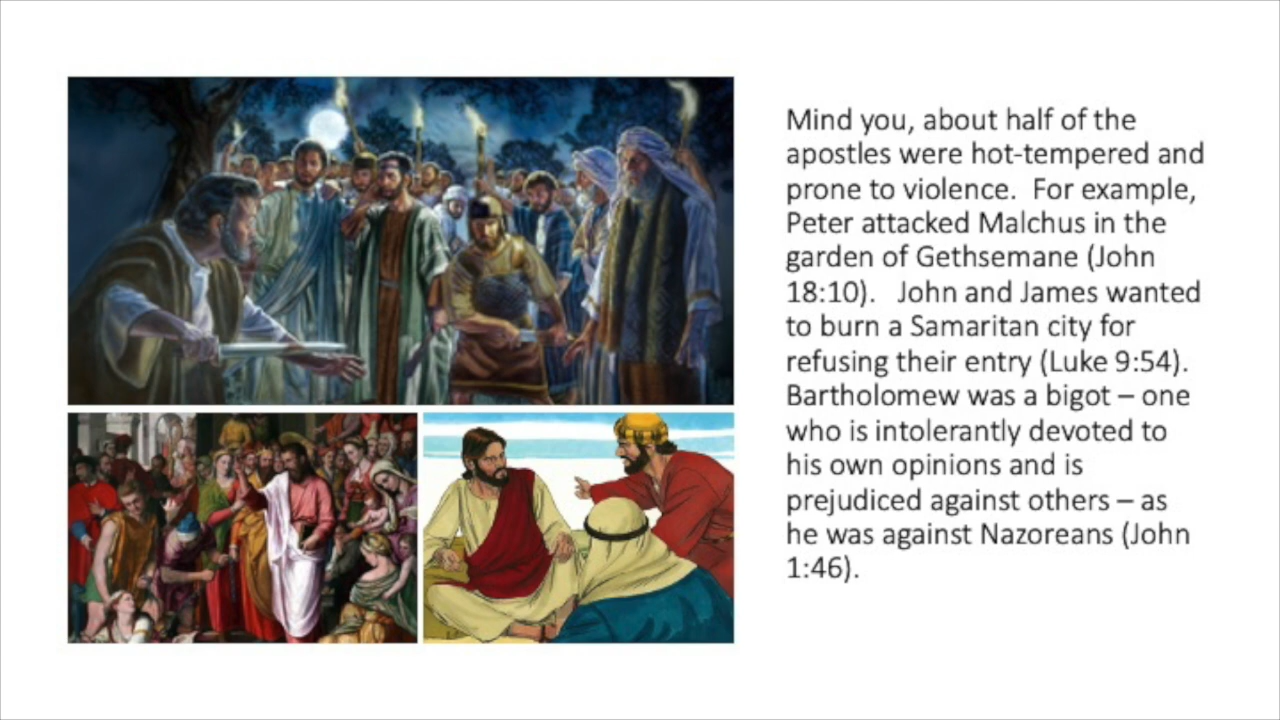 Mind you, about half of the
apostles were hot-tempered and
prone to violence.  For example,
Peter attacked Malchus in the
garden of Gethsemane (John
18:10).   John and James wanted
to burn a Samaritan city for
refusing their entry (Luke 9:54).
Bartholomew was a bigot – one
who is intolerantly devoted to
his own opinions and is
prejudiced against others – as
he was against Nazoreans (John
1:46).